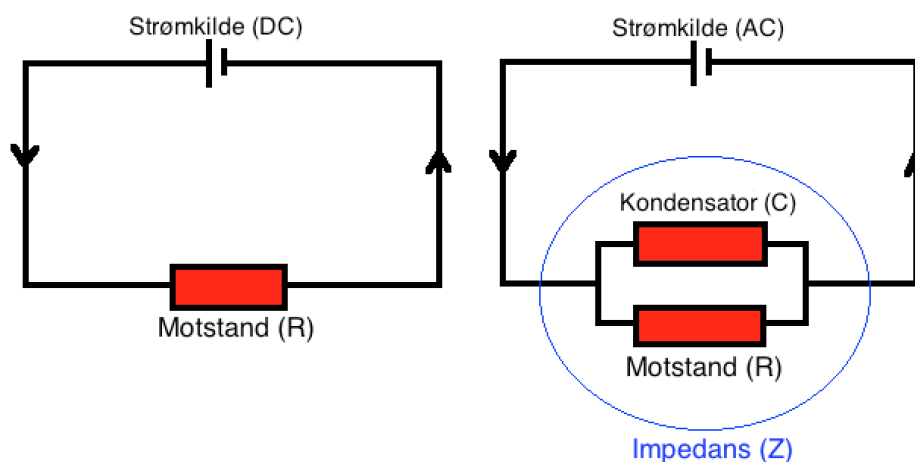 Strømkilde (DC)
Motstand (R)
Strømkilde (AC)
Kondensator (C)
Motstand (R)
Impedans (Z)